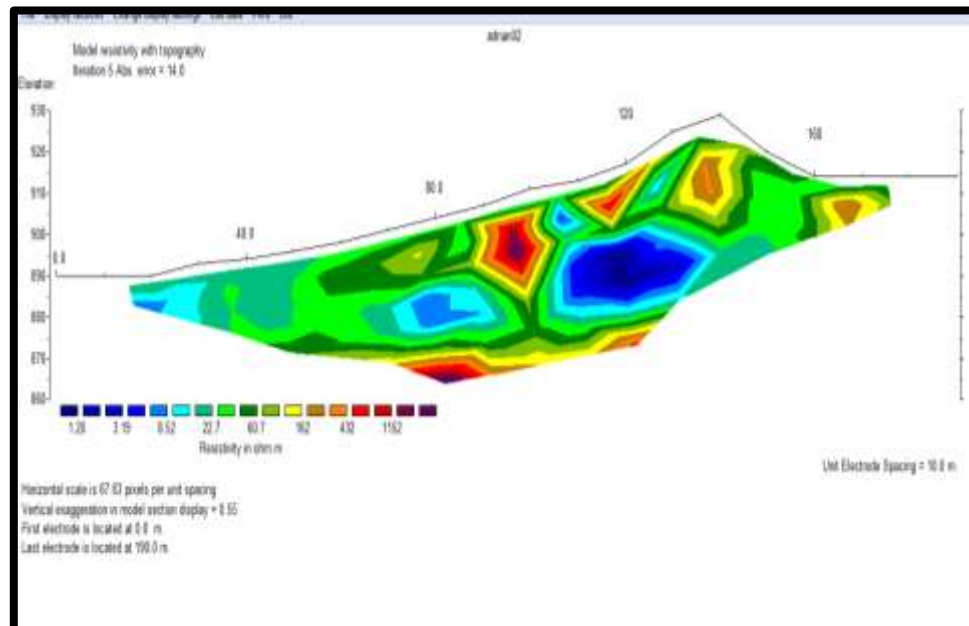 adrian02
Model resistivity with topography
Iteration 5 Abs. error = 14.0
Elevation
930
920
910
900
890
880
870
860
0.0
40.0
80.0
120
160
1.20 3.19 8.52 22.7 60.7 162 432 1152
Resistivity in ohm.m
Unit Electrode Spacing = 10.0 m.
Horizontal scale is 67.63 pixels per unit spacing
Vertical exaggeration in model section display = 0.55
First electrode is located at 0.0 m.
Last electrode is located at 190.0 m.